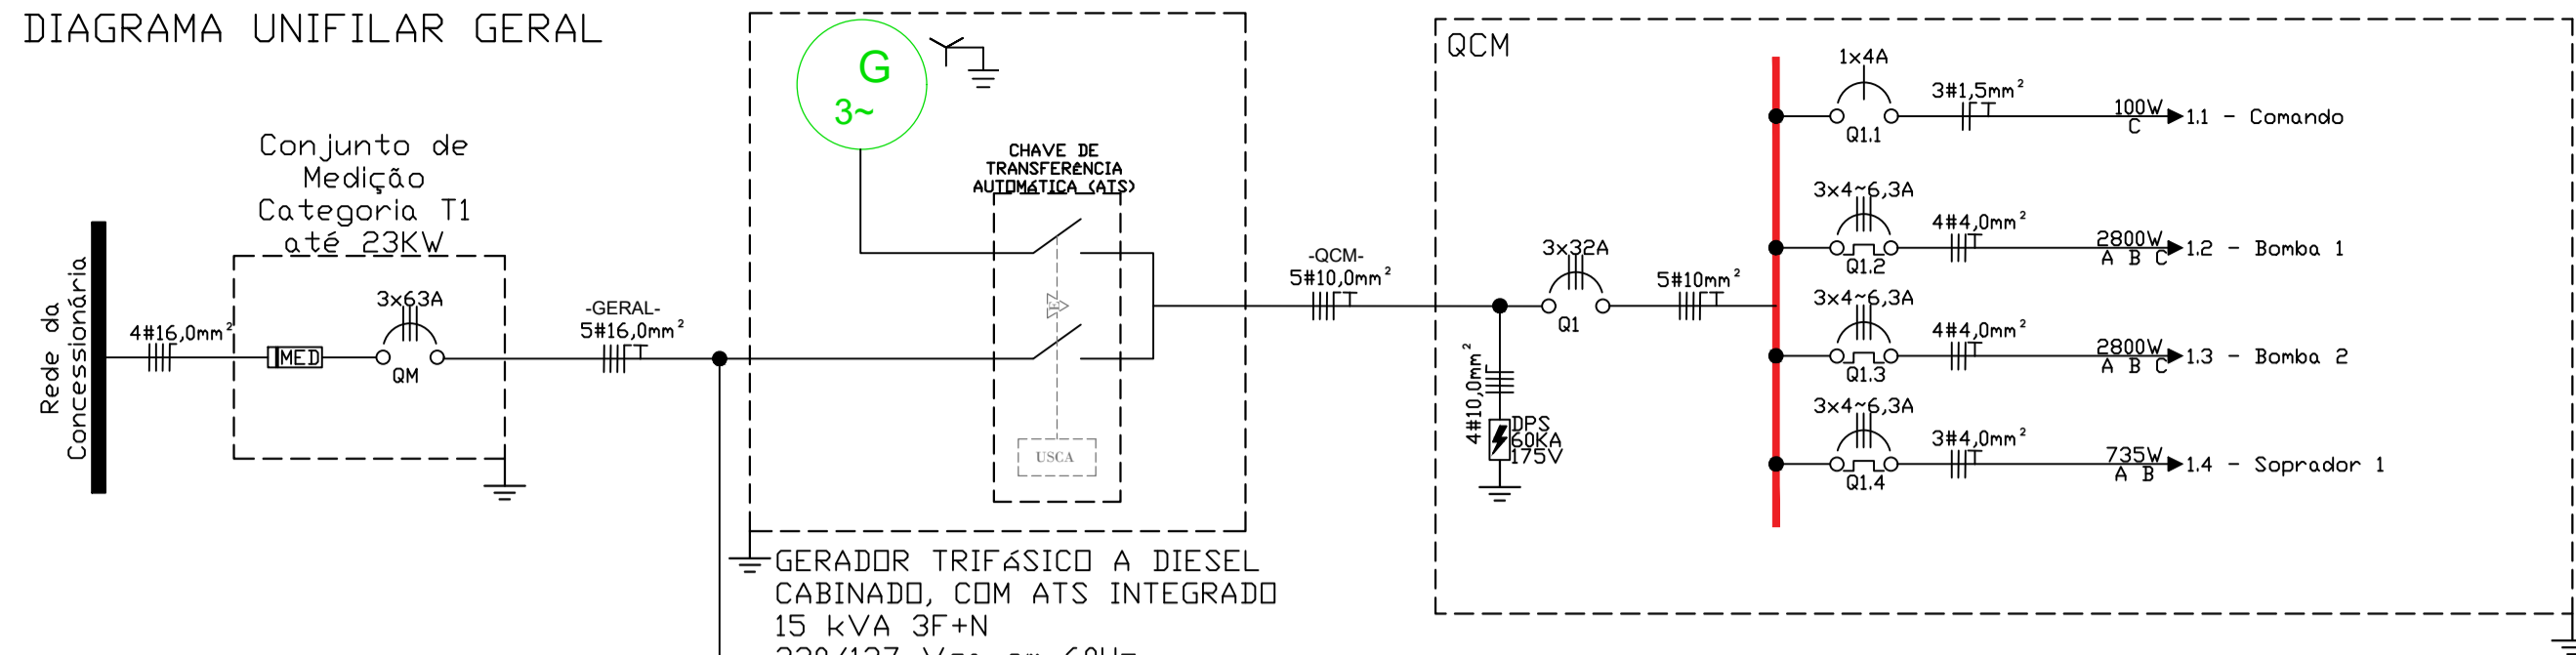 DIAGRAMA UNIFILAR GERAL
Rede da
Concessionária
4#16,0mm²
Conjunto de
Medição
Categoria T1
até 23KW
3x63A
MED
QM
-GERAL-
5#16,0mm²
G
3~
CHAVE DE
TRANSFERÊNCIA
AUTOMÁTICA (ATS)
USCA
GERADOR TRIFÁSICO A DIESEL
CABINADO, COM ATS INTEGRADO
15 kVA 3F+N
-QCM-
5#10,0mm²
QCM
3x32A
Q1
5#10mm²
4#10,0mm²
DPS
60KA
175V
1x4A
Q1.1
3#1,5mm²
100W
C
1.1 - Comando
3x4~6,3A
Q1.2
4#4,0mm²
2800W
A B C
1.2 - Bomba 1
3x4~6,3A
Q1.3
4#4,0mm²
2800W
A B C
1.3 - Bomba 2
3x4~6,3A
Q1.4
3#4,0mm²
735W
A B
1.4 - Soprador 1